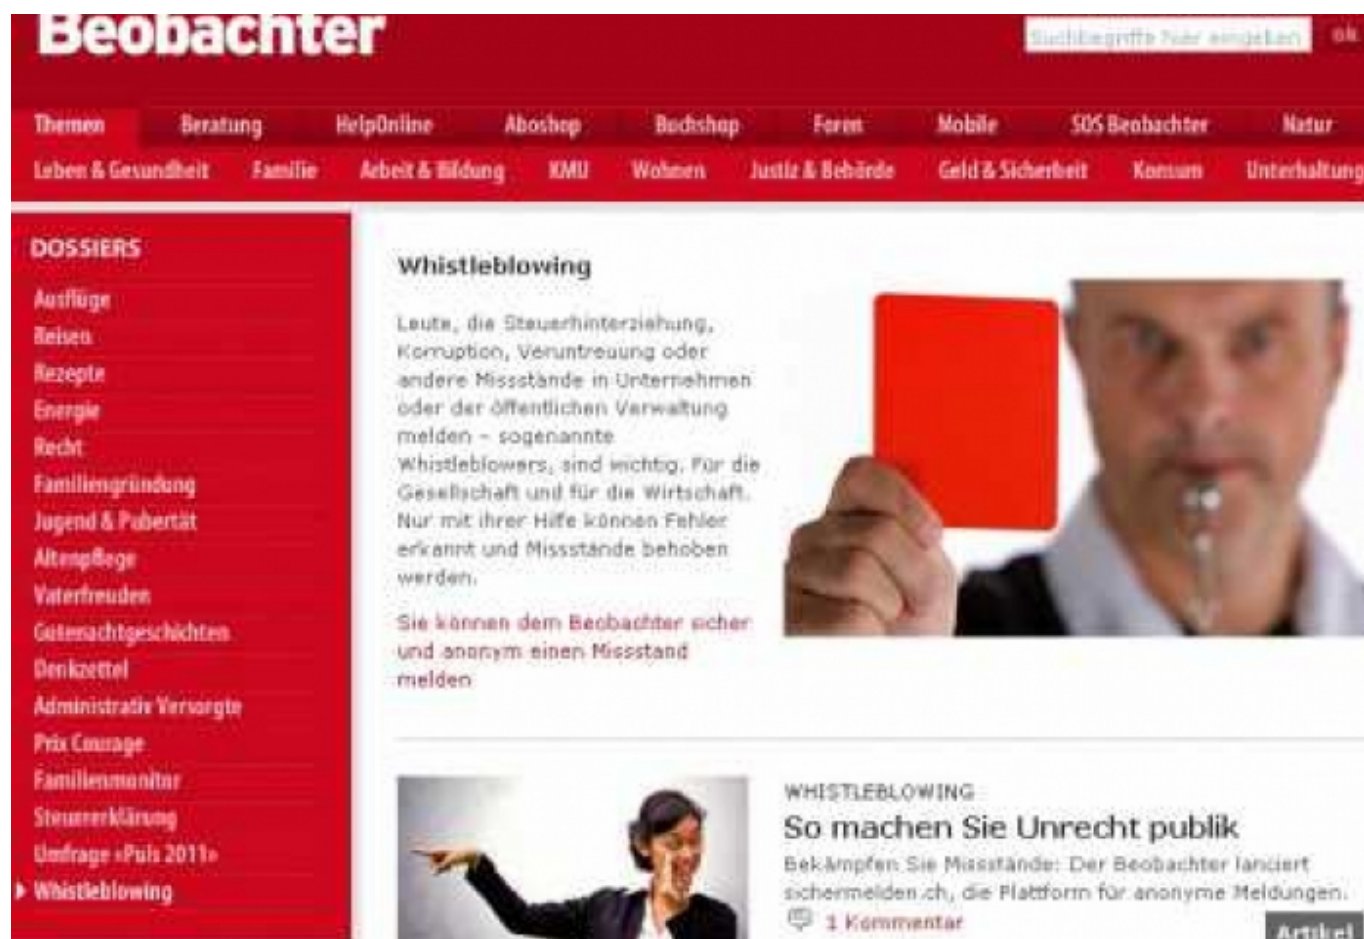 Beobachter
Suchbegriffe hier eingeben ok
Themen Beratung HelpOnline Aboshop Buchshop Foren Mobile SOS Beobachter Natur
Leben & Gesundheit Familie Arbeit & Bildung KMU Wohnen Justiz & Behörde Geld & Sicherheit Konsum Unterhaltung
DOSSIERS
Ausflüge
Reisen
Rezepte
Energie
Recht
Familiengründung
Jugend & Pubertät
Altenpflege
Vaterfreuden
Gutenachtgeschichten
Denkzettel
Administrativ Versorgte
Prix Courage
Familienmonitor
Steuererklärung
Umfrage «Puls 2011»
Whistleblowing
Whistleblowing
Leute, die Steuerhinterziehung,
Korruption, Veruntreuung oder
andere Missstände in Unternehmen
oder der öffentlichen Verwaltung
melden – sogenannte
Whistleblowers, sind wichtig. Für die
Gesellschaft und für die Wirtschaft.
Nur mit ihrer Hilfe können Fehler
erkannt und Missstände behoben
werden.
Sie können dem Beobachter sicher
und anonym einen Missstand
melden
WHISTLEBLOWING
So machen Sie Unrecht publik
Bekämpfen Sie Missstände: Der Beobachter lanciert
sichermelden.ch, die Plattform für anonyme Meldungen.
1 Kommentar
Artikel